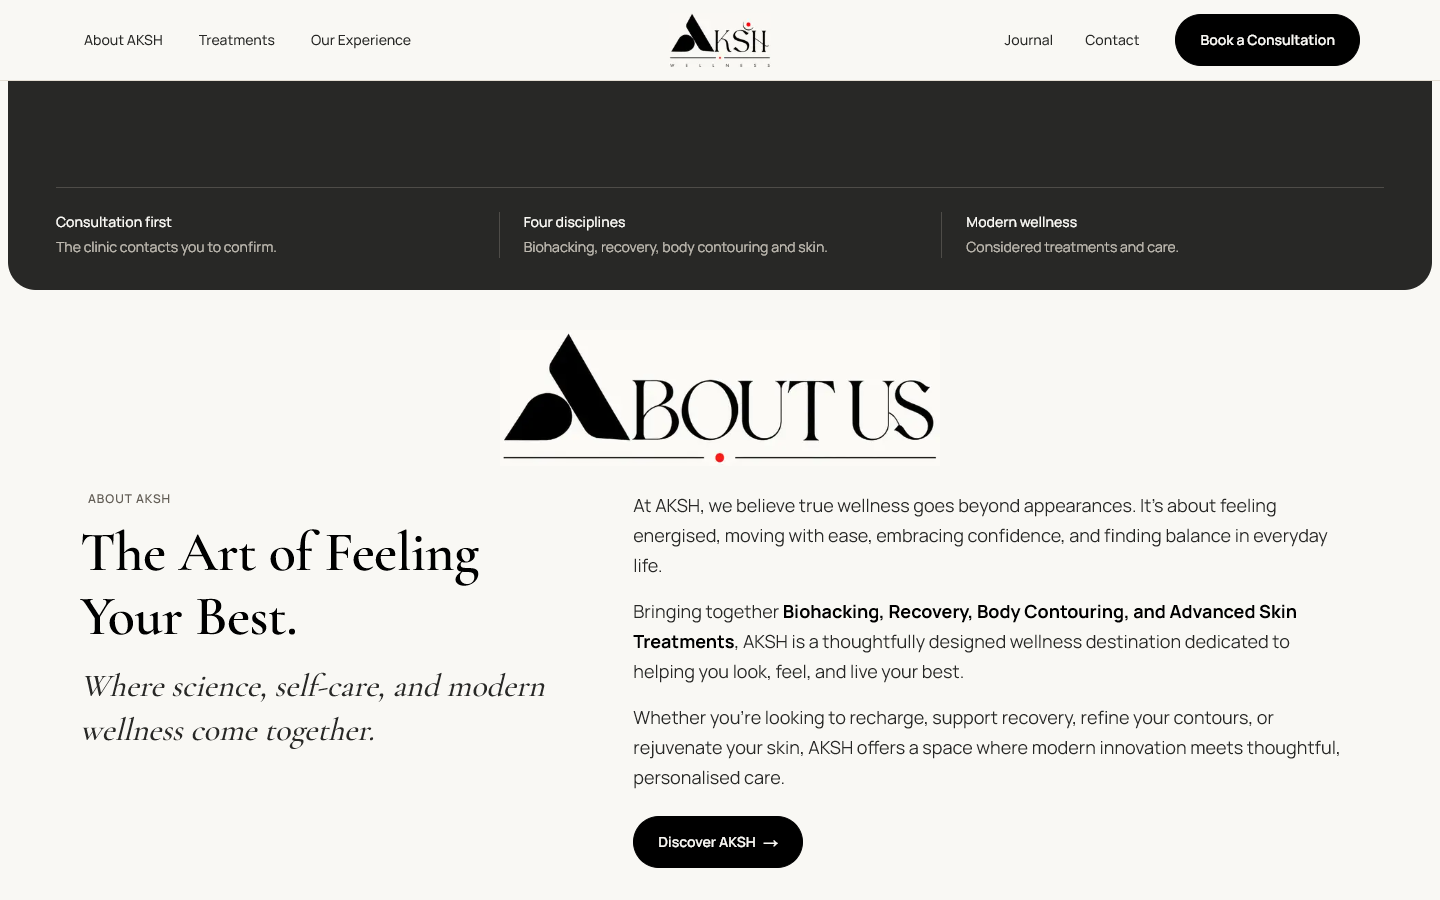 About AKSH
Treatments
Our Experience
AKSH
WELLNESS
Journal
Contact
Book a Consultation
Consultation first
The clinic contacts you to confirm.
Four disciplines
Biohacking, recovery, body contouring and skin.
Modern wellness
Considered treatments and care.
ABOUT US
ABOUT AKSH
The Art of Feeling
Your Best.
Where science, self-care, and modern
wellness come together.
At AKSH, we believe true wellness goes beyond appearances. It's about feeling
energised, moving with ease, embracing confidence, and finding balance in everyday
life.
Bringing together Biohacking, Recovery, Body Contouring, and Advanced Skin
Treatments, AKSH is a thoughtfully designed wellness destination dedicated to
helping you look, feel, and live your best.
Whether you're looking to recharge, support recovery, refine your contours, or
rejuvenate your skin, AKSH offers a space where modern innovation meets thoughtful,
personalised care.
Discover AKSH →